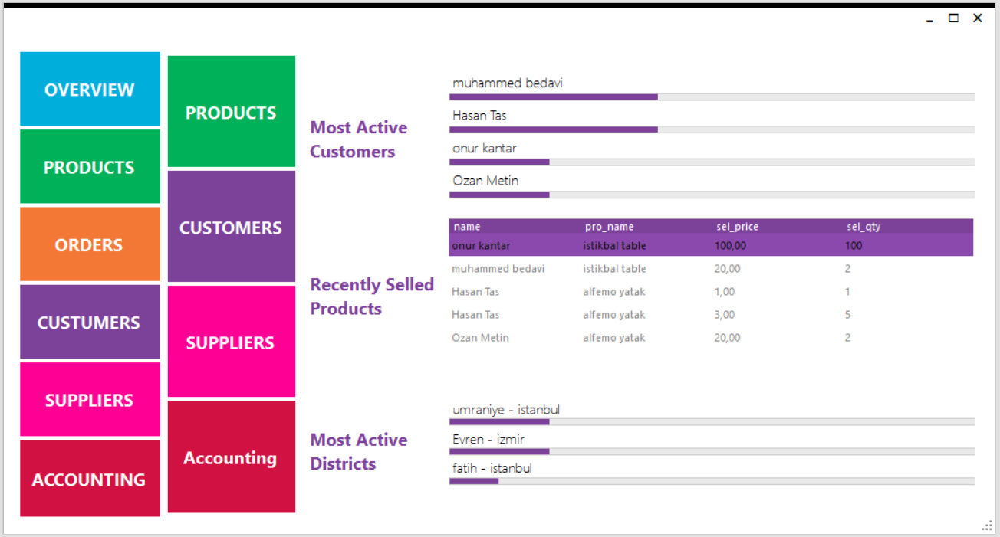 OVERVIEW
PRODUCTS
ORDERS
CUSTUMERS
SUPPLIERS
ACCOUNTING
PRODUCTS
CUSTOMERS
SUPPLIERS
Accounting
Most Active
Customers
muhammed bedavi
Hasan Tas
onur kantar
Ozan Metin
Recently Selled
Products
name pro_name sel_price sel_qty
onur kantar istikbal table 100,00 100
muhammed bedavi istikbal table 20,00 2
Hasan Tas alfemo yatak 1,00 1
Hasan Tas alfemo yatak 3,00 5
Ozan Metin alfemo yatak 20,00 2
Most Active
Districts
umraniye - istanbul
Evren - izmir
fatih - istanbul